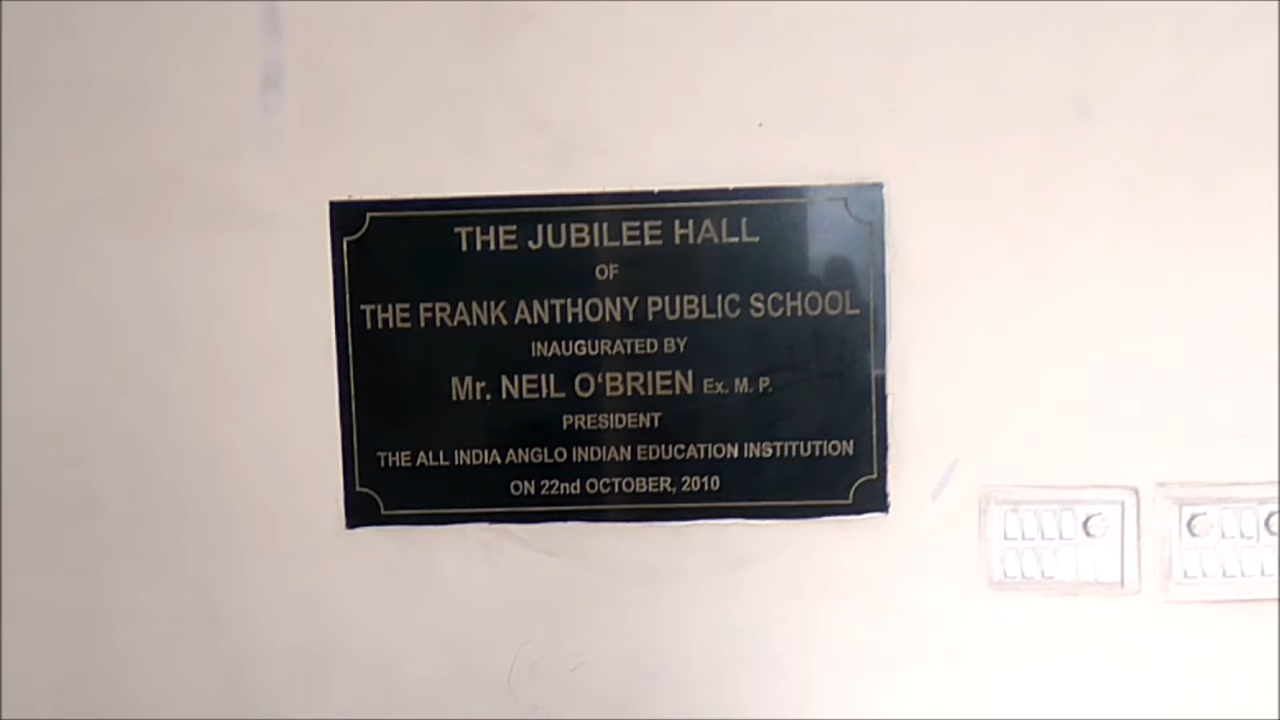 THE JUBILEE HALL
OF
THE FRANK ANTHONY PUBLIC SCHOOL
INAUGURATED BY
Mr. NEIL O‘BRIEN Ex. M. P.
PRESIDENT
THE ALL INDIA ANGLO INDIAN EDUCATION INSTITUTION
ON 22nd OCTOBER, 2010